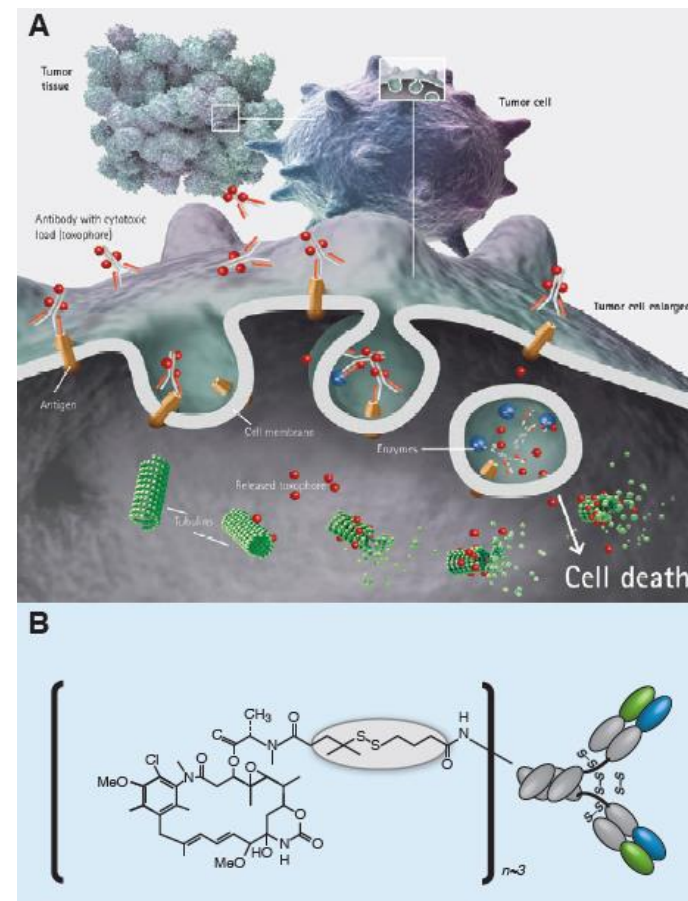 A
Tumor
tissue
Tumor cell
Antibody with cytotoxic
load (toxophore)
Tumor cell enlarged
Antigen
Cell membrane
Enzymes
Released toxophore
Tubulins
Cell death
B
CH3
O
O
H
N
C
N
S
S
O
Cl
N
O
O
O
MeO
O
N
O
MeO
HO
H
n~3
S-S
S-S
S-S
S-S
S-S